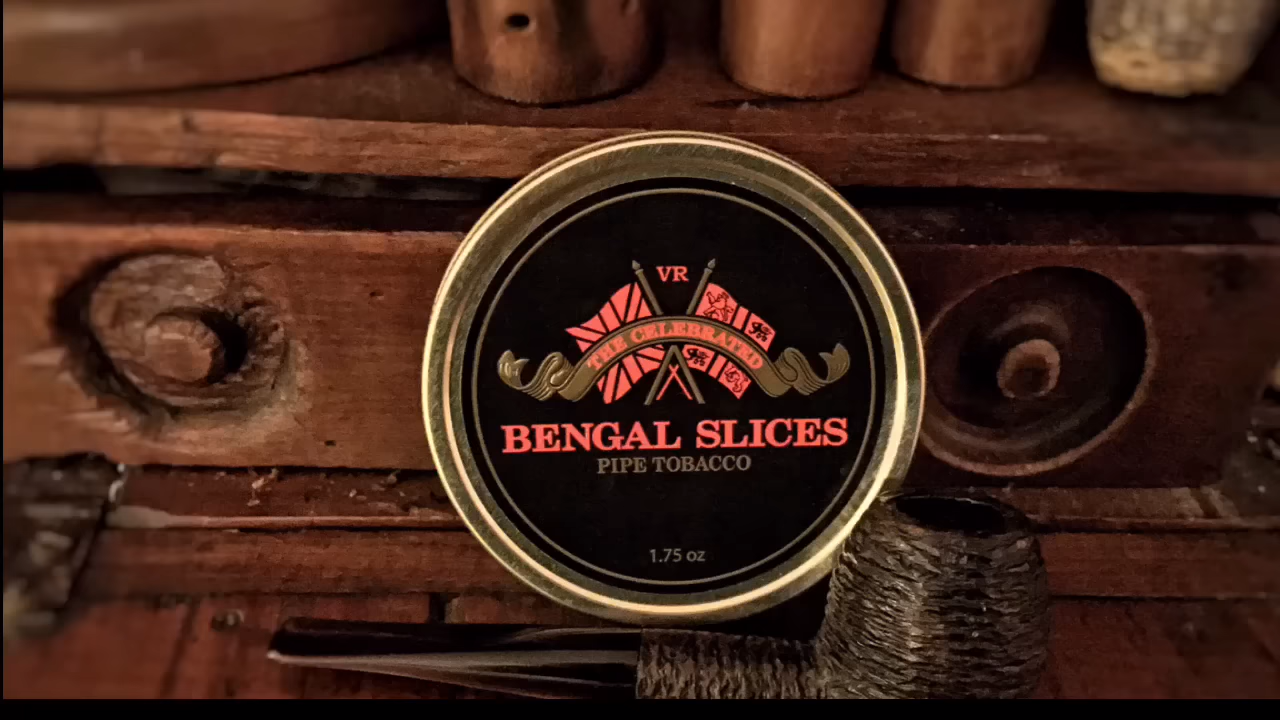 VR
THE CELEBRATED
BENGAL SLICES
PIPE TOBACCO
1.75 oz